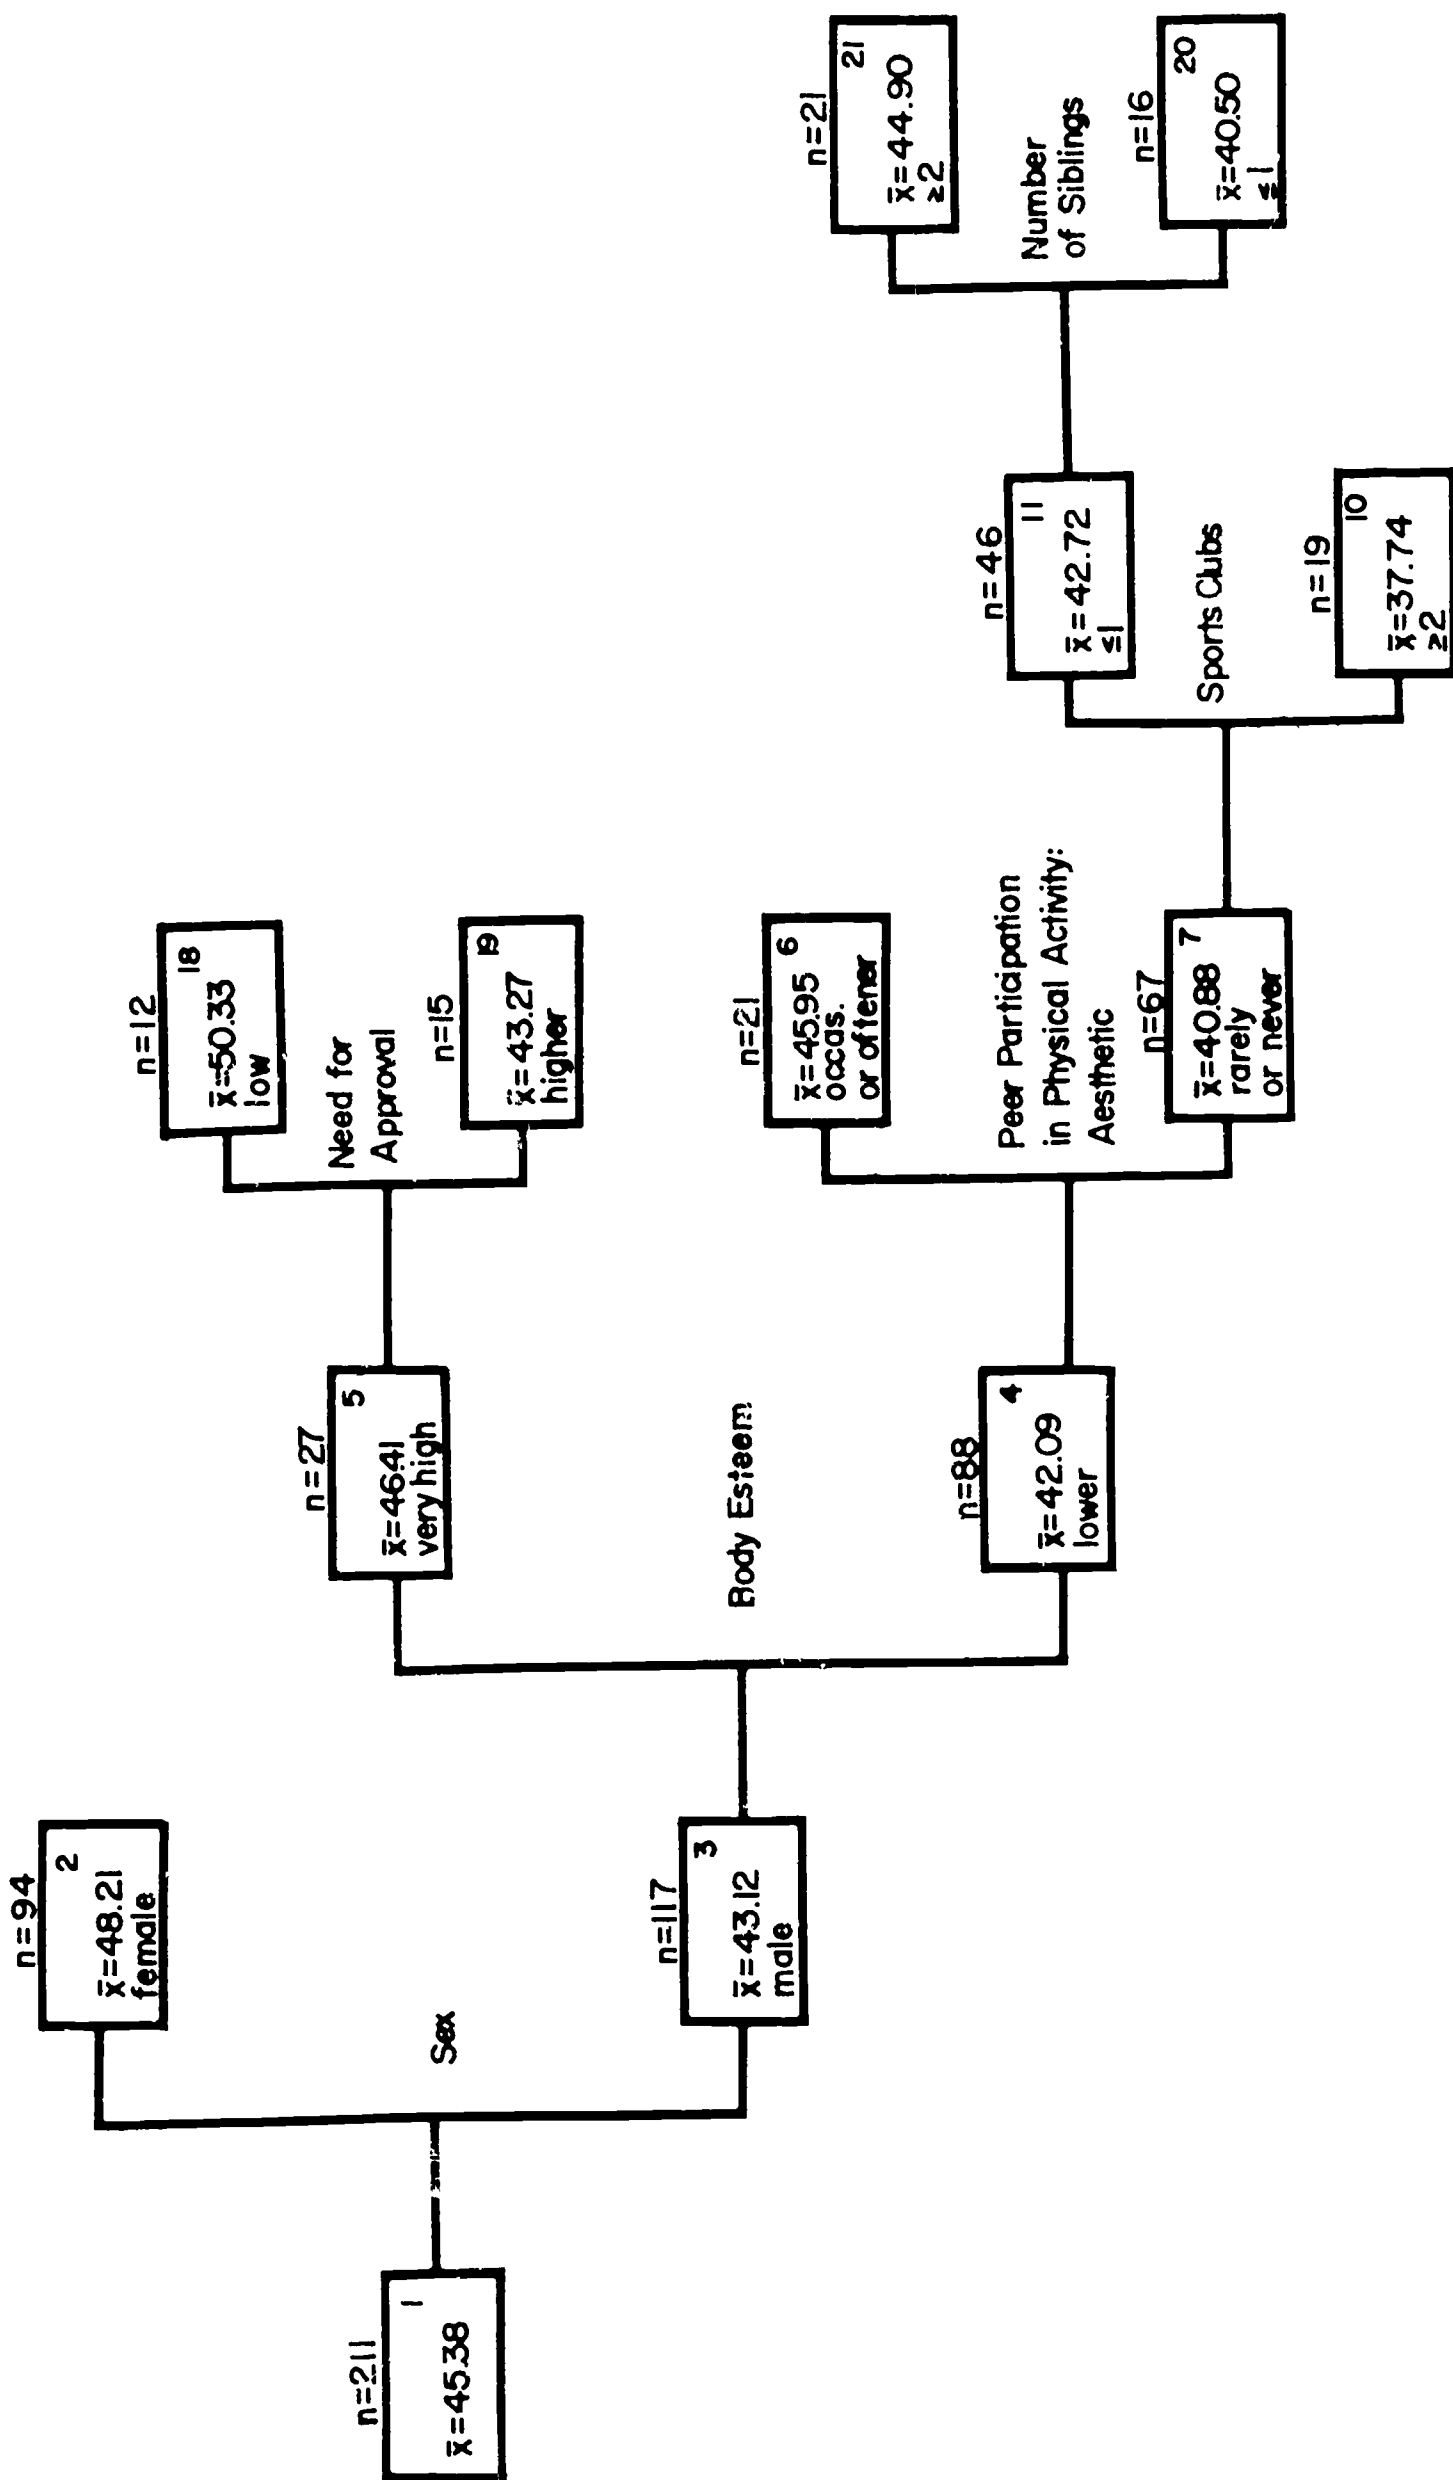 n=211
1
x̄=45.38
Sex
n=94
2
x̄=48.21
female
n=117
3
x̄=43.12
male
Body Esteem
n=27
5
x̄=46.41
very high
n=88
4
x̄=42.09
lower
Need for
Approval
n=12
18
x̄=50.33
low
n=15
19
x̄=43.27
higher
Peer Participation
in Physical Activity:
Aesthetic
n=21
6
x̄=45.95
occas.
or oftener
n=67
7
x̄=40.88
rarely
or never
Sports Clubs
n=46
11
x̄=42.72
≤1
n=19
10
x̄=37.74
≥2
Number
of Siblings
n=21
21
x̄=44.90
≥2
n=16
20
x̄=40.50
≤1